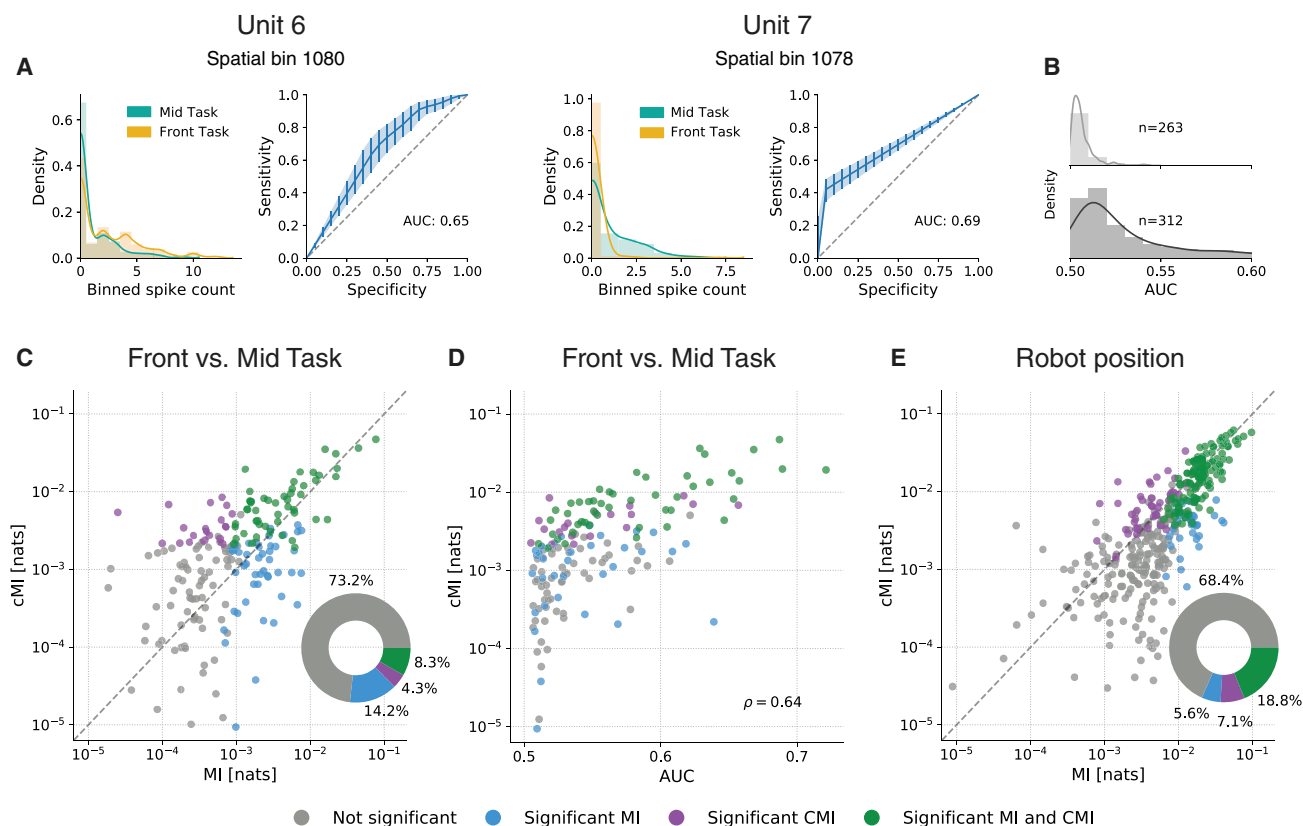 Unit 6
Unit 7
A
Spatial bin 1080
Spatial bin 1078
B
Density
0.6
0.4
0.2
0.0
Mid Task
Front Task
0
5
10
Binned spike count
Sensitivity
1.0
0.8
0.6
0.4
0.2
0.0
AUC: 0.65
0.00
0.25
0.50
0.75
1.00
Specificity
Density
1.0
0.8
0.6
0.4
0.2
0.0
Mid Task
Front Task
0.0
2.5
5.0
7.5
Binned spike count
Sensitivity
1.0
0.8
0.6
0.4
0.2
0.0
AUC: 0.69
0.00
0.25
0.50
0.75
1.00
Specificity
n=263
Density
n=312
0.50
0.55
0.60
AUC
C
Front vs. Mid Task
cMI [nats]
10⁻¹
10⁻²
10⁻³
10⁻⁴
10⁻⁵
73.2%
8.3%
4.3%
14.2%
10⁻⁵
10⁻⁴
10⁻³
10⁻²
10⁻¹
MI [nats]
D
Front vs. Mid Task
cMI [nats]
10⁻¹
10⁻²
10⁻³
10⁻⁴
10⁻⁵
ρ = 0.64
0.5
0.6
0.7
AUC
E
Robot position
cMI [nats]
10⁻¹
10⁻²
10⁻³
10⁻⁴
10⁻⁵
68.4%
18.8%
5.6%
7.1%
10⁻⁵
10⁻⁴
10⁻³
10⁻²
10⁻¹
MI [nats]
Not significant
Significant MI
Significant CMI
Significant MI and CMI